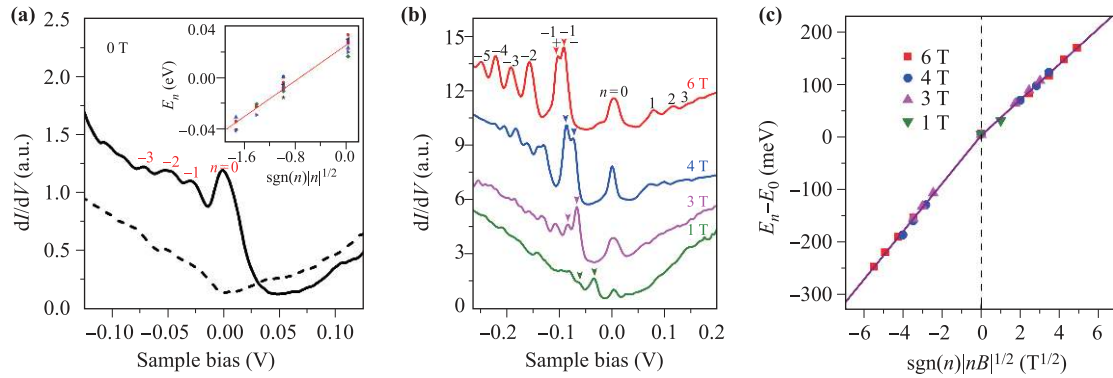 (a)
2.5
2.0
1.5
1.0
0.5
0.0
dI/dV (a.u.)
0 T
−3
−2
−1
n=0
−0.10
−0.05
0.00
0.05
0.10
Sample bias (V)
0.04
0.00
−0.04
E_n (eV)
−1.6
−0.8
0.0
sgn(n)|n|^1/2
(b)
15
12
9
6
3
0
dI/dV (a.u.)
−5
−4
−3
−2
−1
+
−1
−
n=0
1
2
3
6 T
4 T
3 T
1 T
−0.2
−0.1
0.0
0.1
0.2
Sample bias (V)
(c)
200
100
0
−100
−200
−300
E_n−E_0 (meV)
6 T
4 T
3 T
1 T
−6
−4
−2
0
2
4
6
sgn(n)|nB|^1/2 (T^1/2)